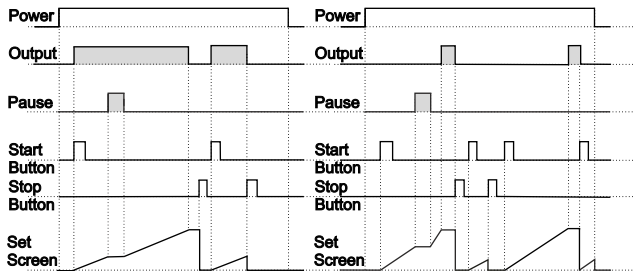 Power
Output
Pause
Start
Button
Stop
Button
Set
Screen
Power
Output
Pause
Start
Button
Stop
Button
Set
Screen